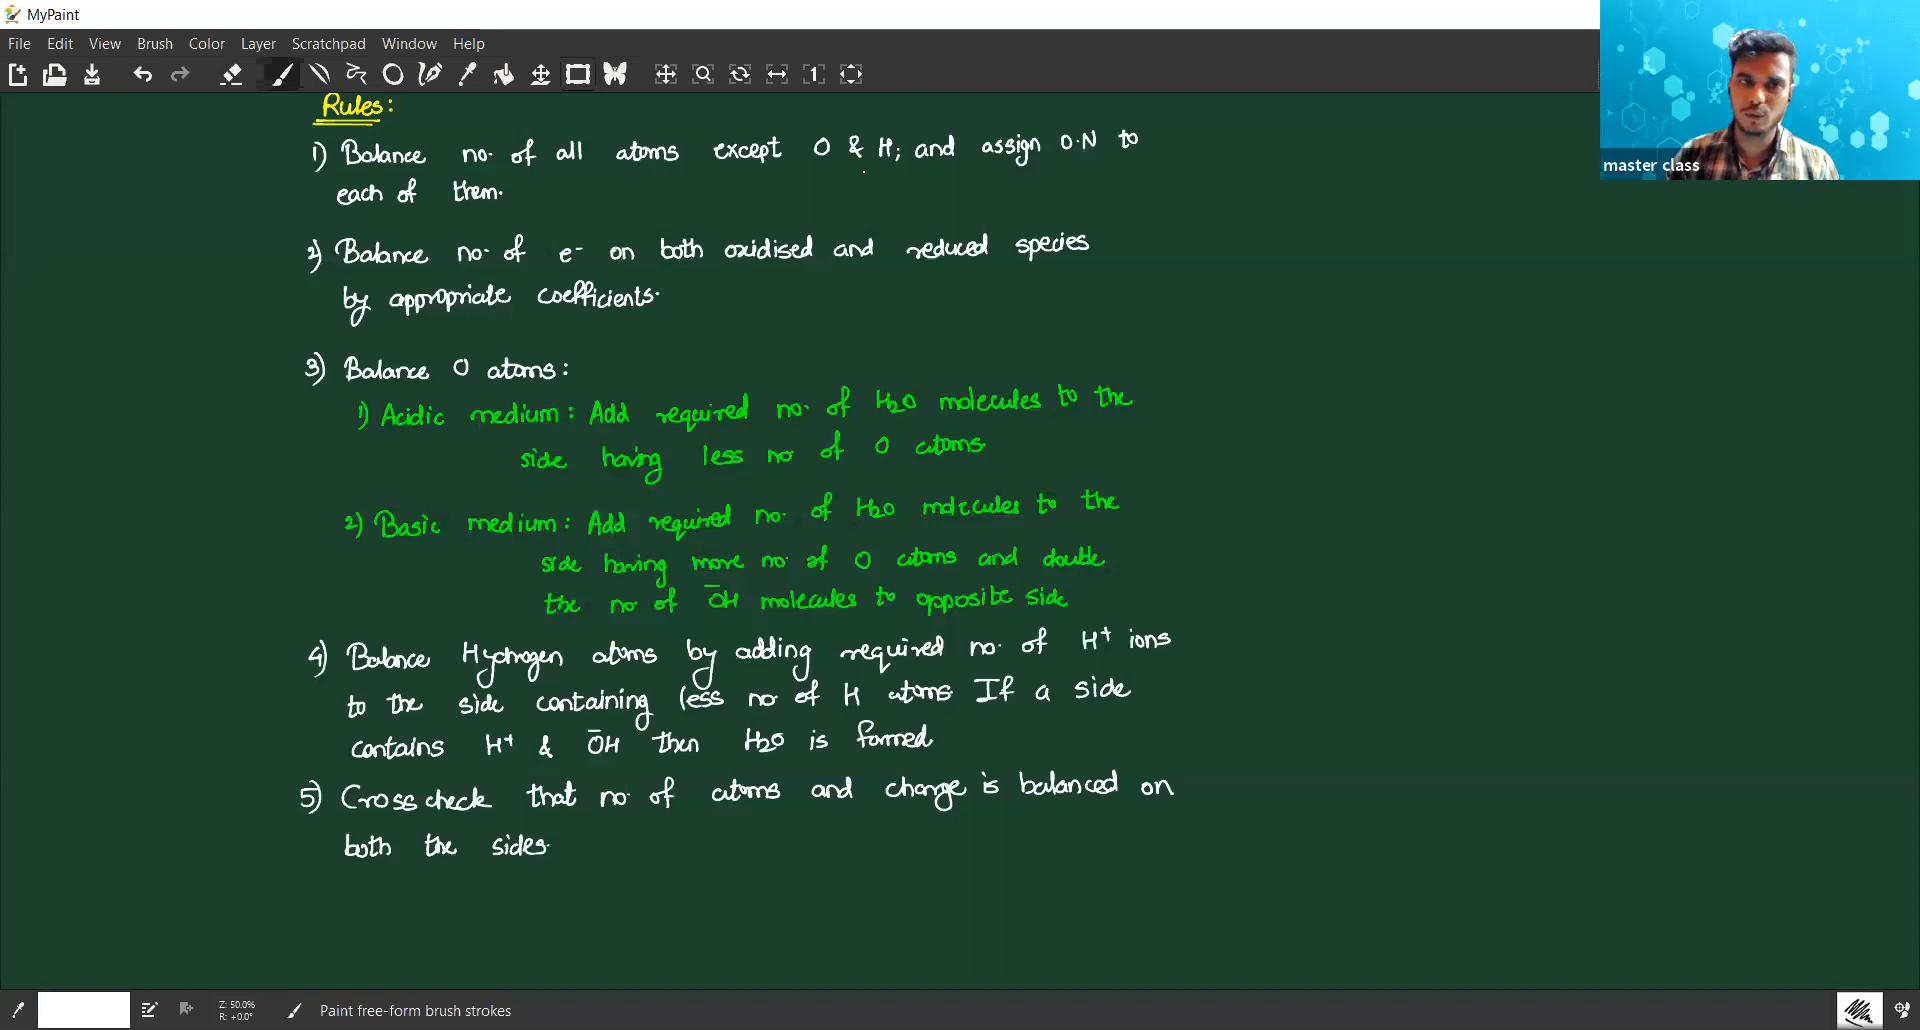 MyPaint
File Edit View Brush Color Layer Scratchpad Window Help
master class
Rules:
1) Balance no. of all atoms except O & H; and assign O.N to
each of them.
2) Balance no. of e⁻ on both oxidised and reduced species
by appropriate coefficients.
3) Balance O atoms:
1) Acidic medium: Add required no. of H₂O molecules to the
side having less no of O atoms
2) Basic medium: Add required no. of H₂O molecules to the
side having more no. of O atoms and double
the no of ŌH molecules to opposite side
4) Balance Hydrogen atoms by adding required no. of H⁺ ions
to the side containing less no of H atoms If a side
contains H⁺ & ŌH then H₂O is formed
5) Cross check that no of atoms and charge is balanced on
both the sides.
Z: 50.0%
R: +0.0°
Paint free-form brush strokes